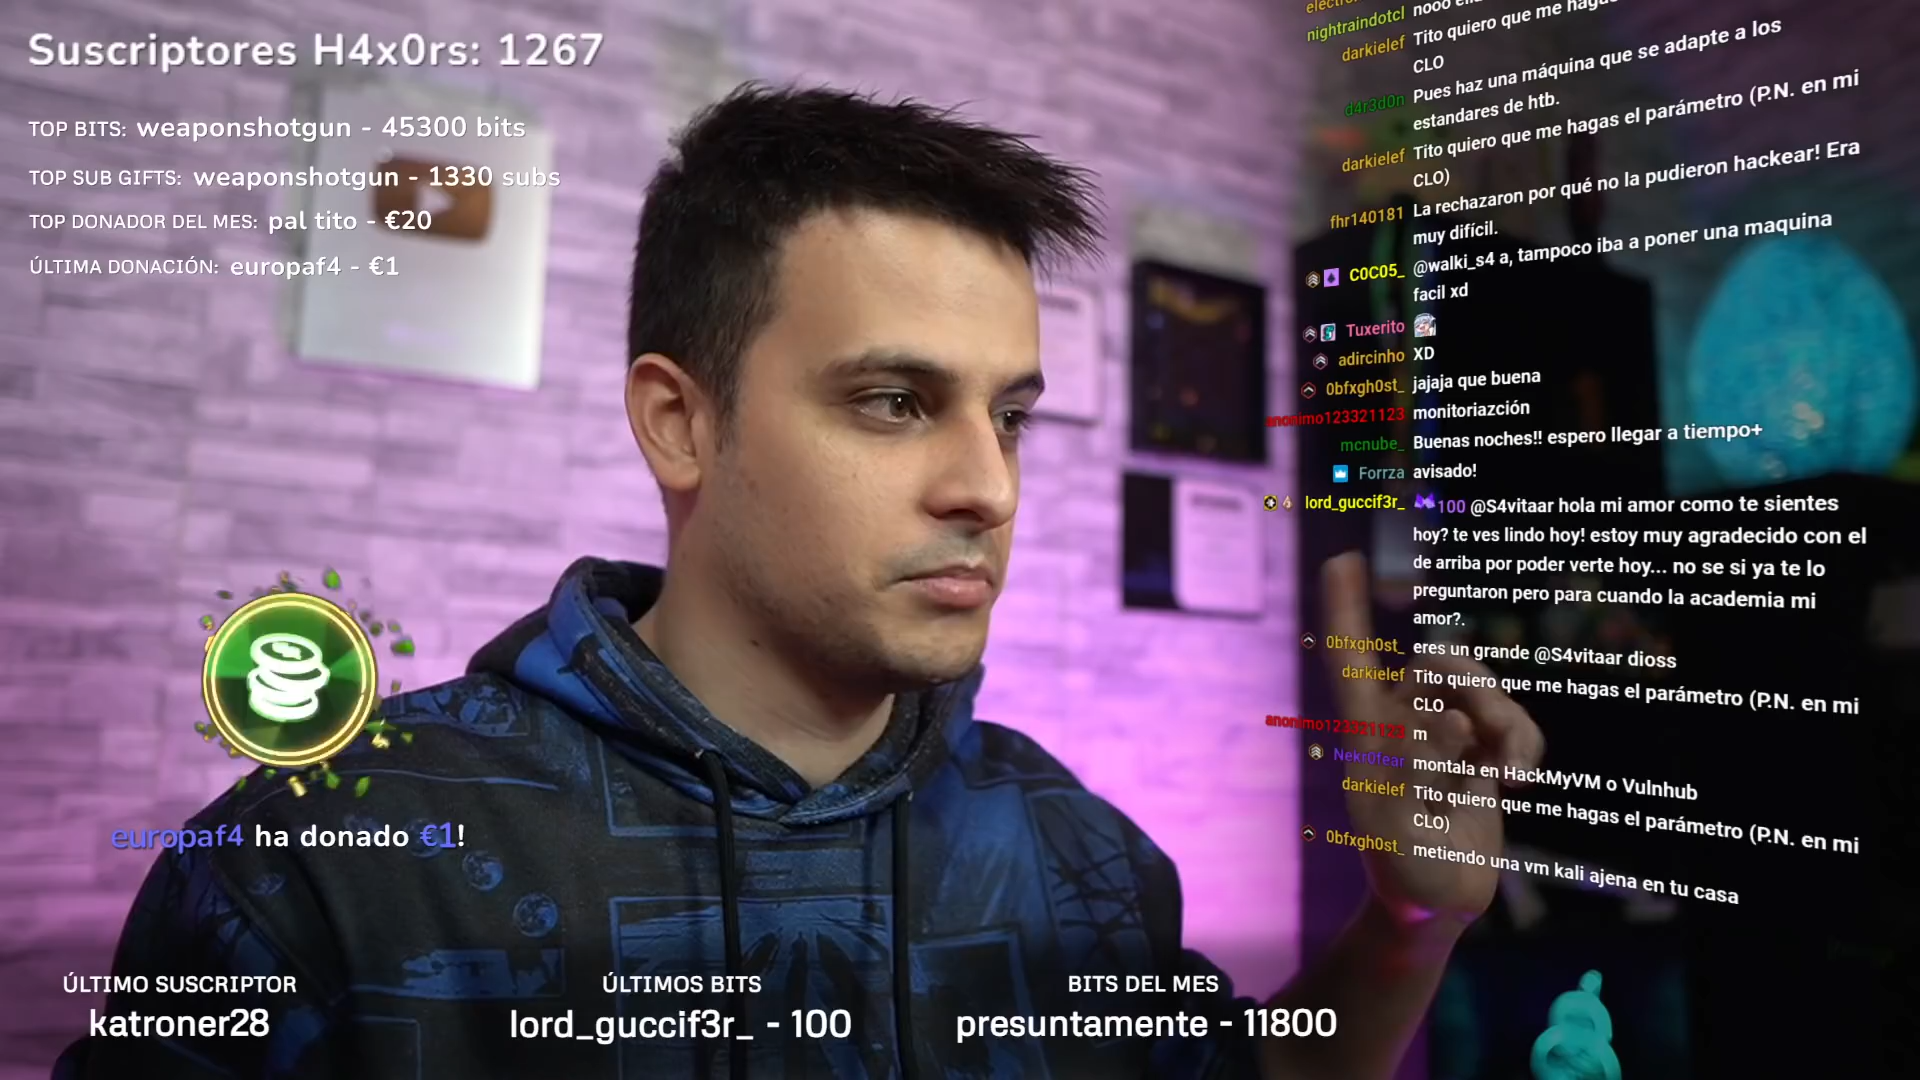 Suscriptores H4x0rs: 1267
TOP BITS: weaponshotgun - 45300 bits
TOP SUB GIFTS: weaponshotgun - 1330 subs
TOP DONADOR DEL MES: pal tito - €20
ÚLTIMA DONACIÓN: europaf4 - €1
europaf4 ha donado €1!
nightraindotcl nooo
darkielef Tito quiero que me hagas
CLO
d4r3d0n Pues haz una máquina que se adapte a los
estandares de htb.
darkielef Tito quiero que me hagas el parámetro (P.N. en mi
CLO)
fhr140181 La rechazaron por qué no la pudieron hackear! Era
muy difícil.
C0C05_ @walki_s4 a, tampoco iba a poner una maquina
facil xd
Tuxerito
adircinho XD
0bfxgh0st_ jajaja que buena
anonimo123321123 monitoriazción
mcnube_ Buenas noches!! espero llegar a tiempo+
Forrza avisado!
lord_guccif3r_ 100 @S4vitaar hola mi amor como te sientes
hoy? te ves lindo hoy! estoy muy agradecido con el
de arriba por poder verte hoy... no se si ya te lo
preguntaron pero para cuando la academia mi
amor?.
0bfxgh0st_ eres un grande @S4vitaar dioss
darkielef Tito quiero que me hagas el parámetro (P.N. en mi
CLO
anonimo123321123 m
Nekr0fear montala en HackMyVM o Vulnhub
darkielef Tito quiero que me hagas el parámetro (P.N. en mi
CLO)
0bfxgh0st_ metiendo una vm kali ajena en tu casa
ÚLTIMO SUSCRIPTOR
katroner28
ÚLTIMOS BITS
lord_guccif3r_ - 100
BITS DEL MES
presuntamente - 11800